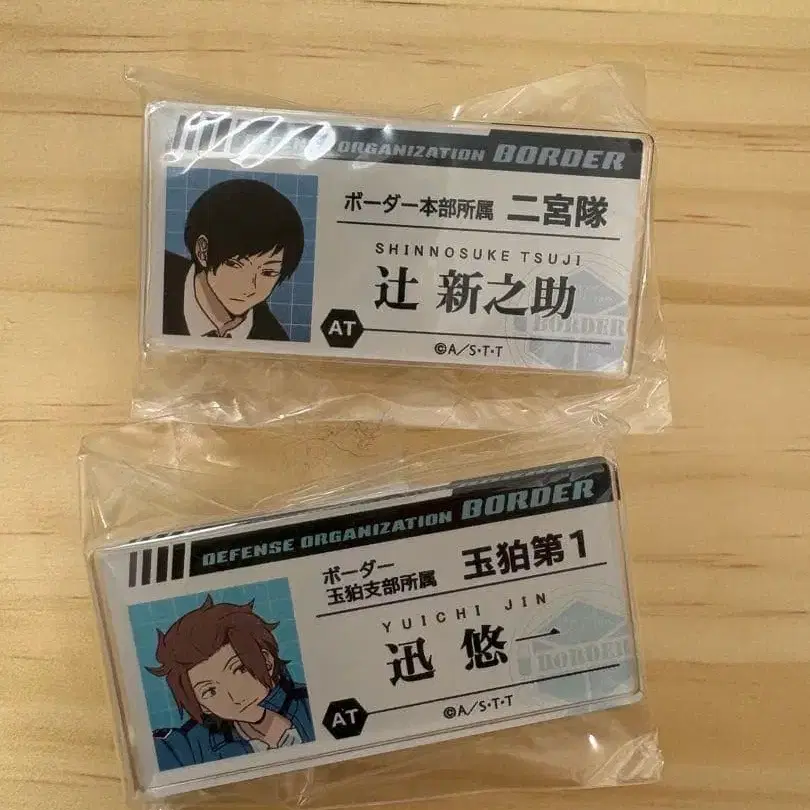 DEFENSE ORGANIZATION BORDER
ボーダー本部所属 二宮隊
SHINNOSUKE TSUJI
辻 新之助
BORDER
AT
©A/S・T・T
DEFENSE ORGANIZATION BORDER
ボーダー
玉狛支部所属 玉狛第1
YUICHI JIN
迅 悠一
BORDER
AT
©A/S・T・T